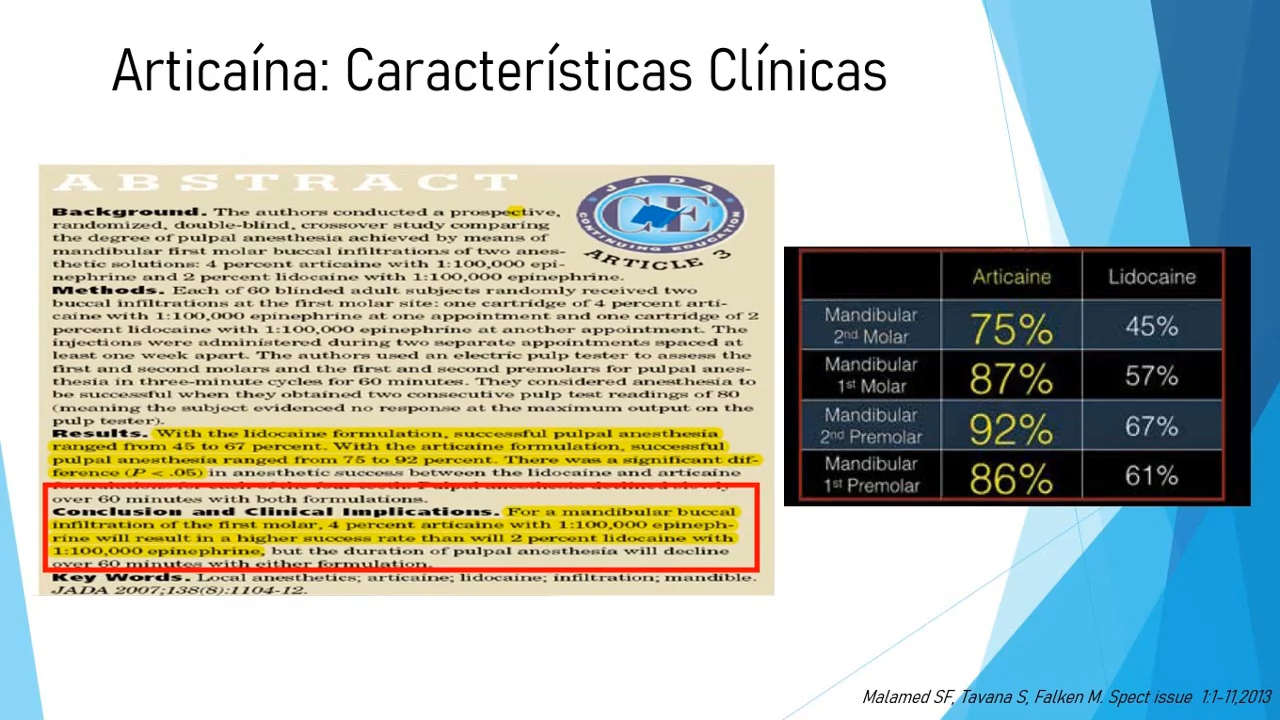 Articaína: Características Clínicas
ABSTRACT
JADA
CE
CONTINUING EDUCATION
ARTICLE 3
Background. The authors conducted a prospective,
randomized, double-blind, crossover study comparing
the degree of pulpal anesthesia achieved by means of
mandibular first molar buccal infiltrations of two anes-
thetic solutions: 4 percent articaine with 1:100,000 epi-
nephrine and 2 percent lidocaine with 1:100,000 epinephrine.
Methods. Each of 60 blinded adult subjects randomly received two
buccal infiltrations at the first molar site: one cartridge of 4 percent arti-
caine with 1:100,000 epinephrine at one appointment and one cartridge of 2
percent lidocaine with 1:100,000 epinephrine at another appointment. The
injections were administered during two separate appointments spaced at
least one week apart. The authors used an electric pulp tester to assess the
first and second molars and the first and second premolars for pulpal anes-
thesia in three-minute cycles for 60 minutes. They considered anesthesia to
be successful when they obtained two consecutive pulp test readings of 80
(meaning the subject evidenced no response at the maximum output on the
pulp tester).
Results. With the lidocaine formulation, successful pulpal anesthesia
ranged from 45 to 67 percent. With the articaine formulation, successful
pulpal anesthesia ranged from 75 to 92 percent. There was a significant dif-
ference (P < .05) in anesthetic success between the lidocaine and articaine
over 60 minutes with both formulations.
Conclusion and Clinical Implications. For a mandibular buccal
infiltration of the first molar, 4 percent articaine with 1:100,000 epineph-
rine will result in a higher success rate than will 2 percent lidocaine with
1:100,000 epinephrine, but the duration of pulpal anesthesia will decline
over 60 minutes with either formulation.
Key Words. Local anesthetics; articaine; lidocaine; infiltration; mandible.
JADA 2007;138(8):1104-12.
Articaine Lidocaine
Mandibular 2nd Molar 75% 45%
Mandibular 1st Molar 87% 57%
Mandibular 2nd Premolar 92% 67%
Mandibular 1st Premolar 86% 61%
Malamed SF, Tavana S, Falken M. Spect issue 1:1-11,2013